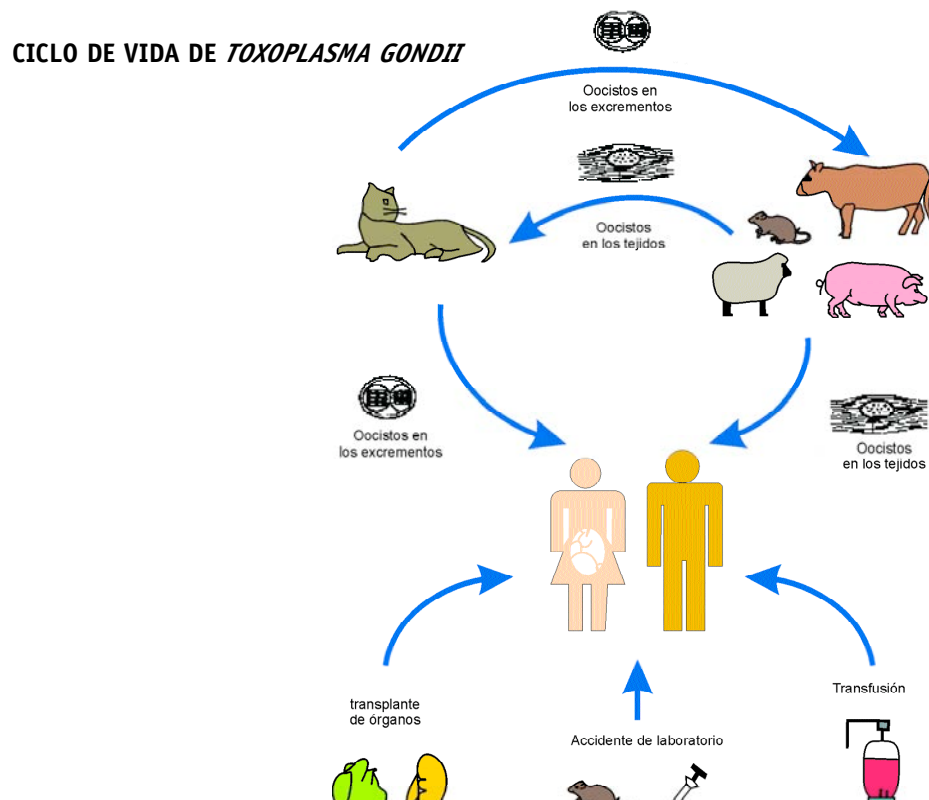 CICLO DE VIDA DE TOXOPLASMA GONDII
Oocistos en
los excrementos
Oocistos
en los tejidos
Oocistos en
los excrementos
Oocistos
en los tejidos
transplante
de órganos
Accidente de laboratorio
Transfusión